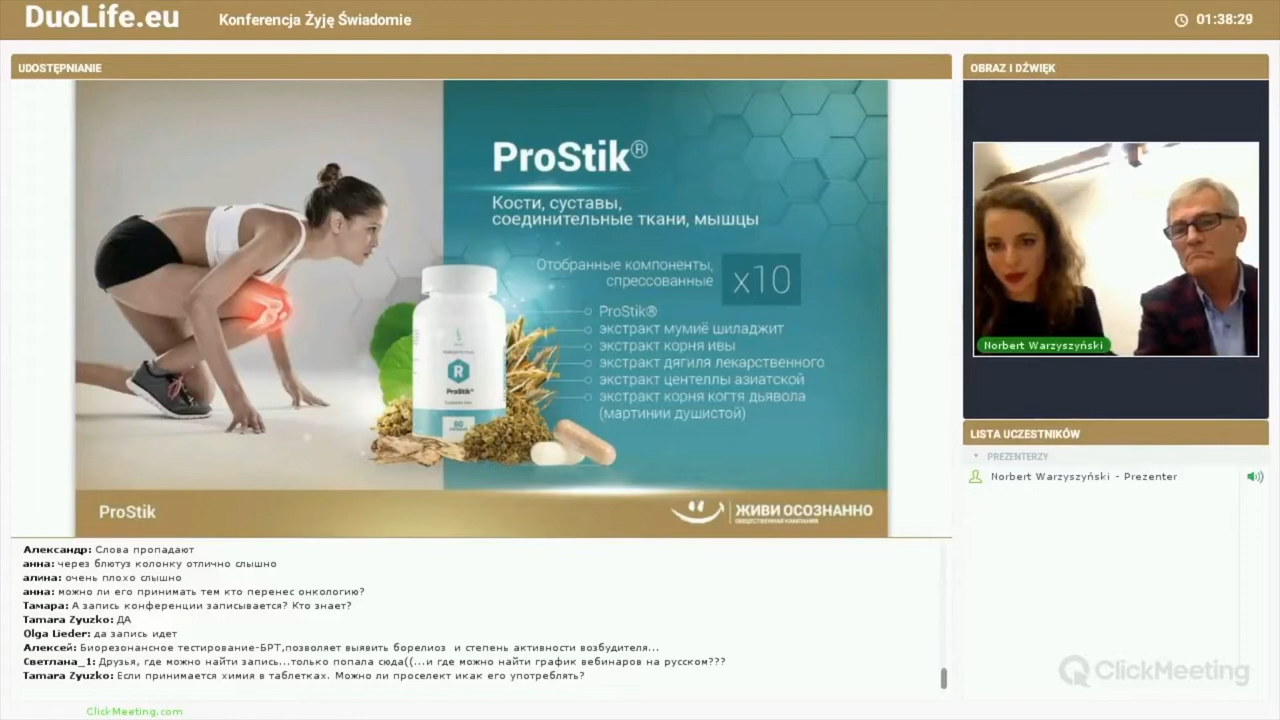 DuoLife.eu
Konferencja Żyję Świadomie
01:38:29
UDOSTĘPNIANIE
ProStik®
Кости, суставы,
соединительные ткани, мышцы
Отобранные компоненты,
спрессованные
x10
ProStik®
экстракт мумиё шиладжит
экстракт корня ивы
экстракт дягиля лекарственного
экстракт центеллы азиатской
экстракт корня когтя дьявола
(мартинии душистой)
R
ProStik®
60
ProStik
ЖИВИ ОСОЗНАННО
ОБЩЕСТВЕННАЯ КАМПАНИЯ
Александр: Слова пропадают
анна: через блютуз колонку отлично слышно
алина: очень плохо слышно
анна: можно ли его принимать тем кто перенес онкологию?
Тамара: А запись конференции записывается? Кто знает?
Tamara Zyuzko: ДА
Olga Lieder: да запись идет
Алексей: Биорезонансное тестирование-БРТ,позволяет выявить борелиоз и степень активности возбудителя...
Светлана_1: Друзья, где можно найти запись...только попала сюда((...и где можно найти график вебинаров на русском???
Tamara Zyuzko: Если принимается химия в таблетках. Можно ли проселект икак его употреблять?
ClickMeeting.com
OBRAZ I DŹWIĘK
Norbert Warzyszyński
LISTA UCZESTNIKÓW
PREZENTERZY
Norbert Warzyszyński - Prezenter
ClickMeeting